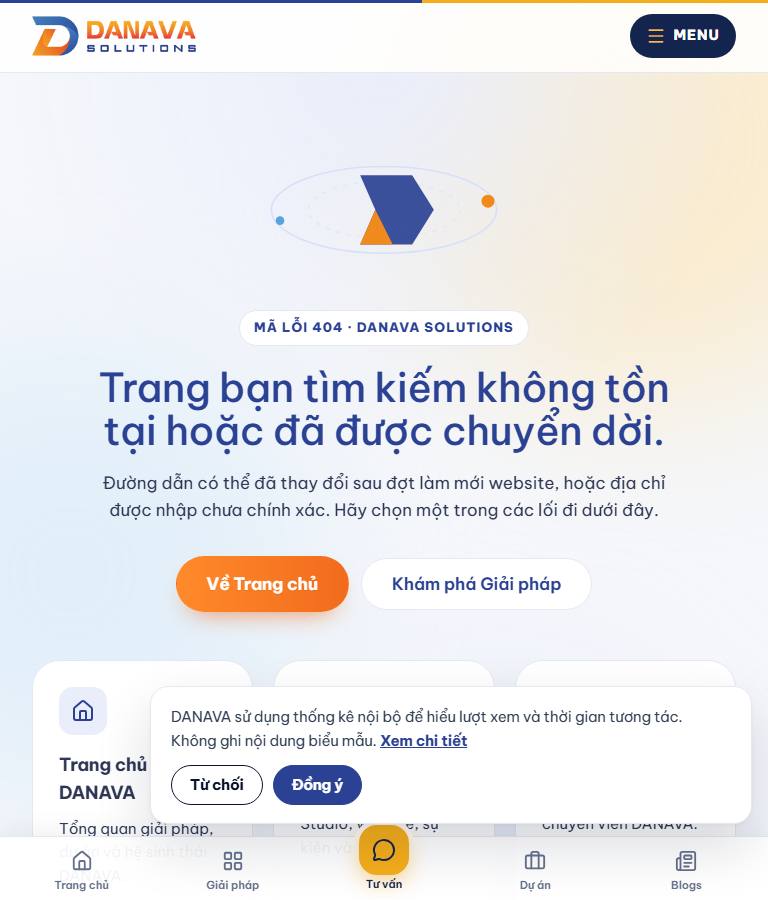 DANAVA
SOLUTIONS
MENU
MÃ LỖI 404 · DANAVA SOLUTIONS
Trang bạn tìm kiếm không tồn
tại hoặc đã được chuyển dời.
Đường dẫn có thể đã thay đổi sau đợt làm mới website, hoặc địa chỉ
được nhập chưa chính xác. Hãy chọn một trong các lối đi dưới đây.
Về Trang chủ
Khám phá Giải pháp
Trang chủ
DANAVA
Tổng quan giải pháp,
dự án và hệ sinh thái
DANAVA
DANAVA sử dụng thống kê nội bộ để hiểu lượt xem và thời gian tương tác.
Không ghi nội dung biểu mẫu. Xem chi tiết
Từ chối
Đồng ý
chuyên viên DANAVA.
Trang chủ
Giải pháp
Tư vấn
Dự án
Blogs